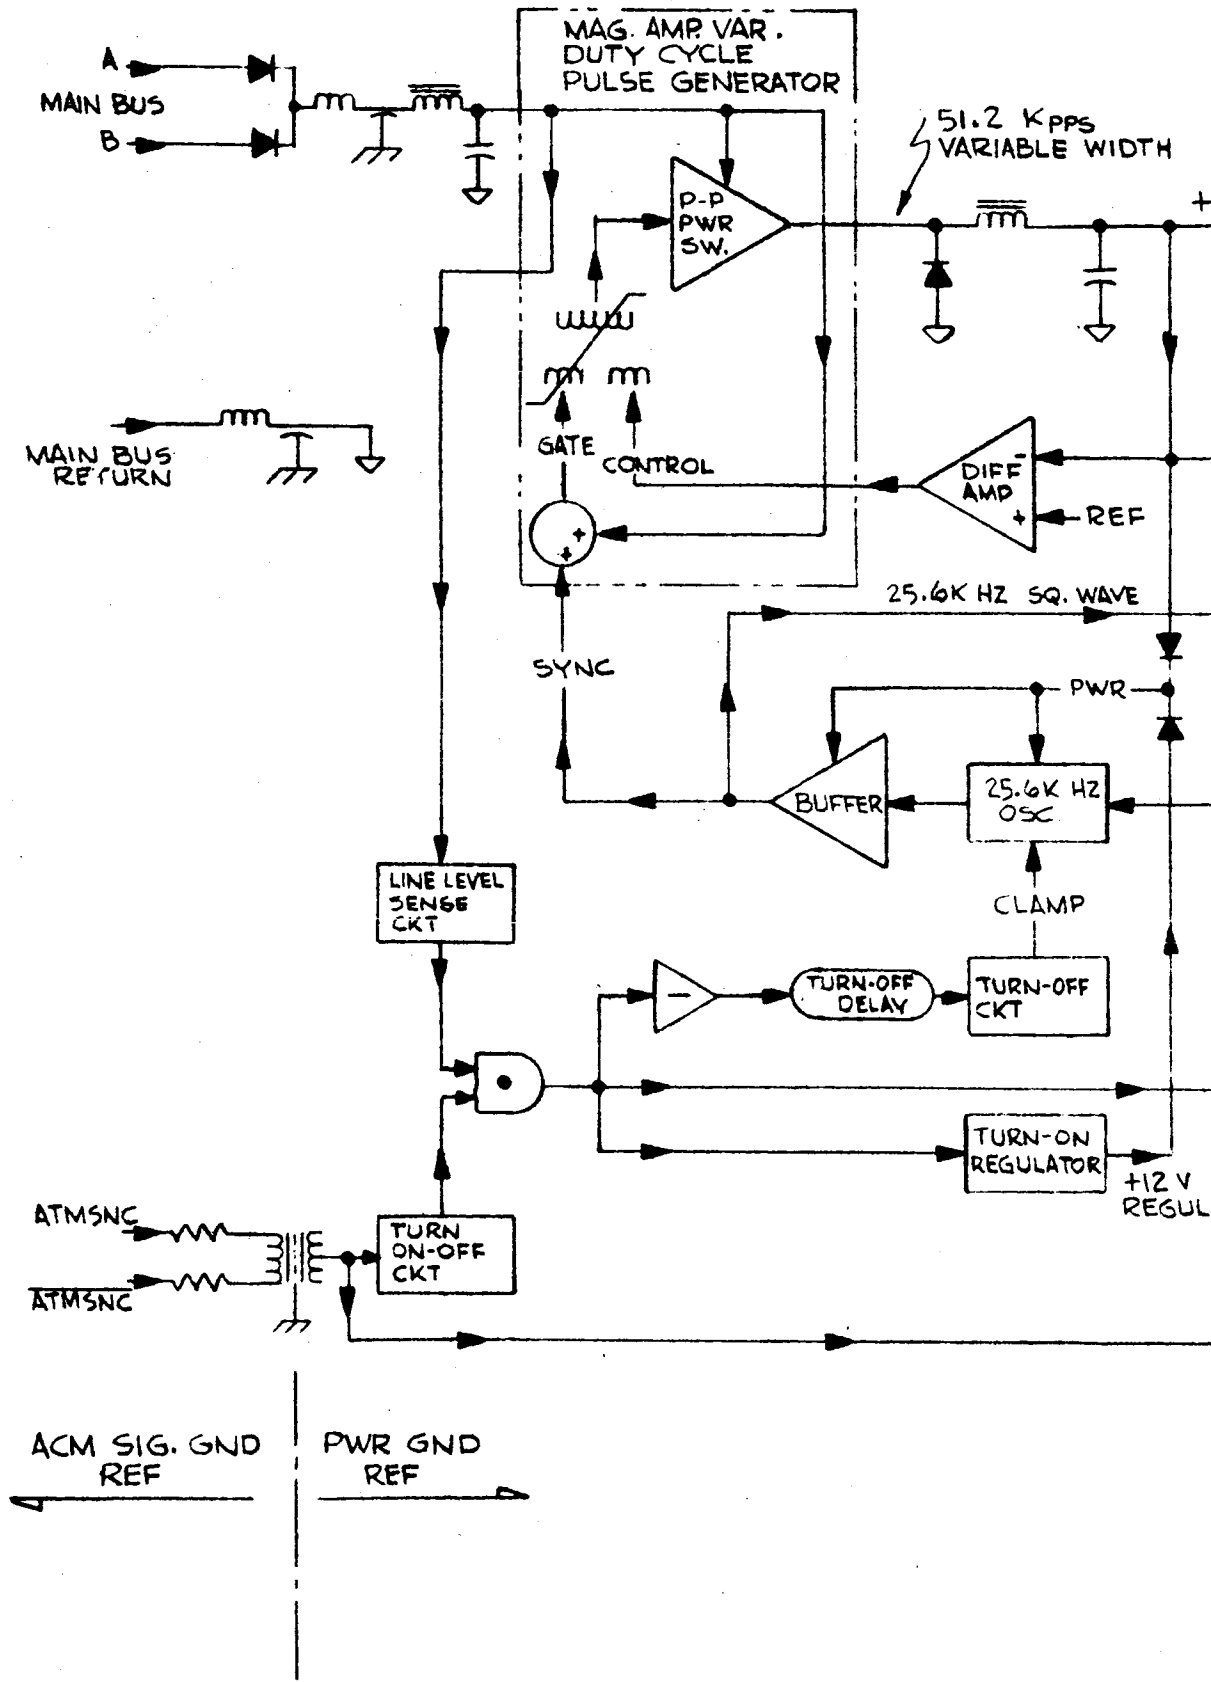 MAG. AMP. VAR.
DUTY CYCLE
PULSE GENERATOR
A
MAIN BUS
B
51.2 KPPS
VARIABLE WIDTH
+
P-P
PWR
SW.
GATE
CONTROL
MAIN BUS
RETURN
DIFF
AMP
-
+
REF
+
+
25.6K HZ SQ. WAVE
SYNC
PWR
BUFFER
25.6K HZ
OSC.
LINE LEVEL
SENSE
CKT
CLAMP
-
TURN-OFF
DELAY
TURN-OFF
CKT
TURN-ON
REGULATOR
+12 V
REGUL
ATMSNC
ATMSNC
TURN
ON-OFF
CKT
ACM SIG. GND
REF
PWR GND
REF